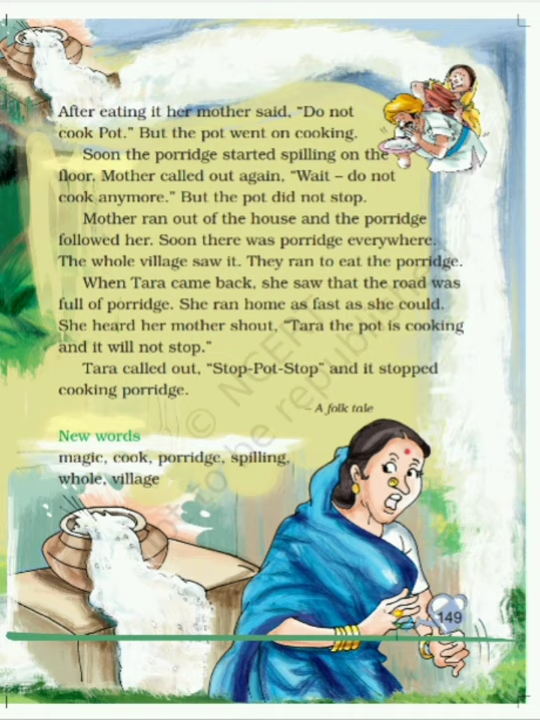 After eating it her mother said, “Do not
cook Pot.” But the pot went on cooking.
Soon the porridge started spilling on the
floor. Mother called out again, “Wait – do not
cook anymore.” But the pot did not stop.
Mother ran out of the house and the porridge
followed her. Soon there was porridge everywhere.
The whole village saw it. They ran to eat the porridge.
When Tara came back, she saw that the road was
full of porridge. She ran home as fast as she could.
She heard her mother shout, “Tara the pot is cooking
and it will not stop.”
Tara called out, “Stop-Pot-Stop” and it stopped
cooking porridge.
– A folk tale
New words
magic, cook, porridge, spilling,
whole, village
149
© NCERT
to be republished